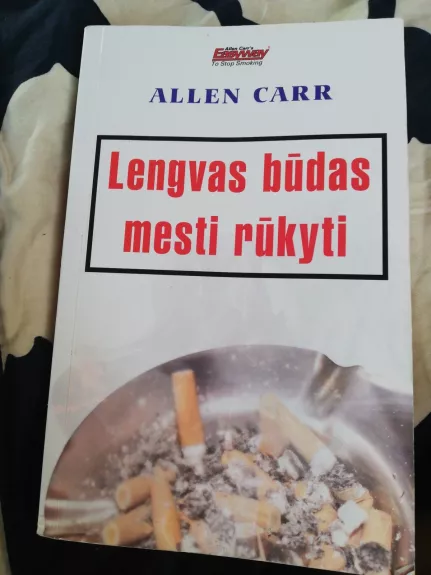 Allen Carr's
EASYWAY
To Stop Smoking
ALLEN CARR
Lengvas būdas
mesti rūkyti